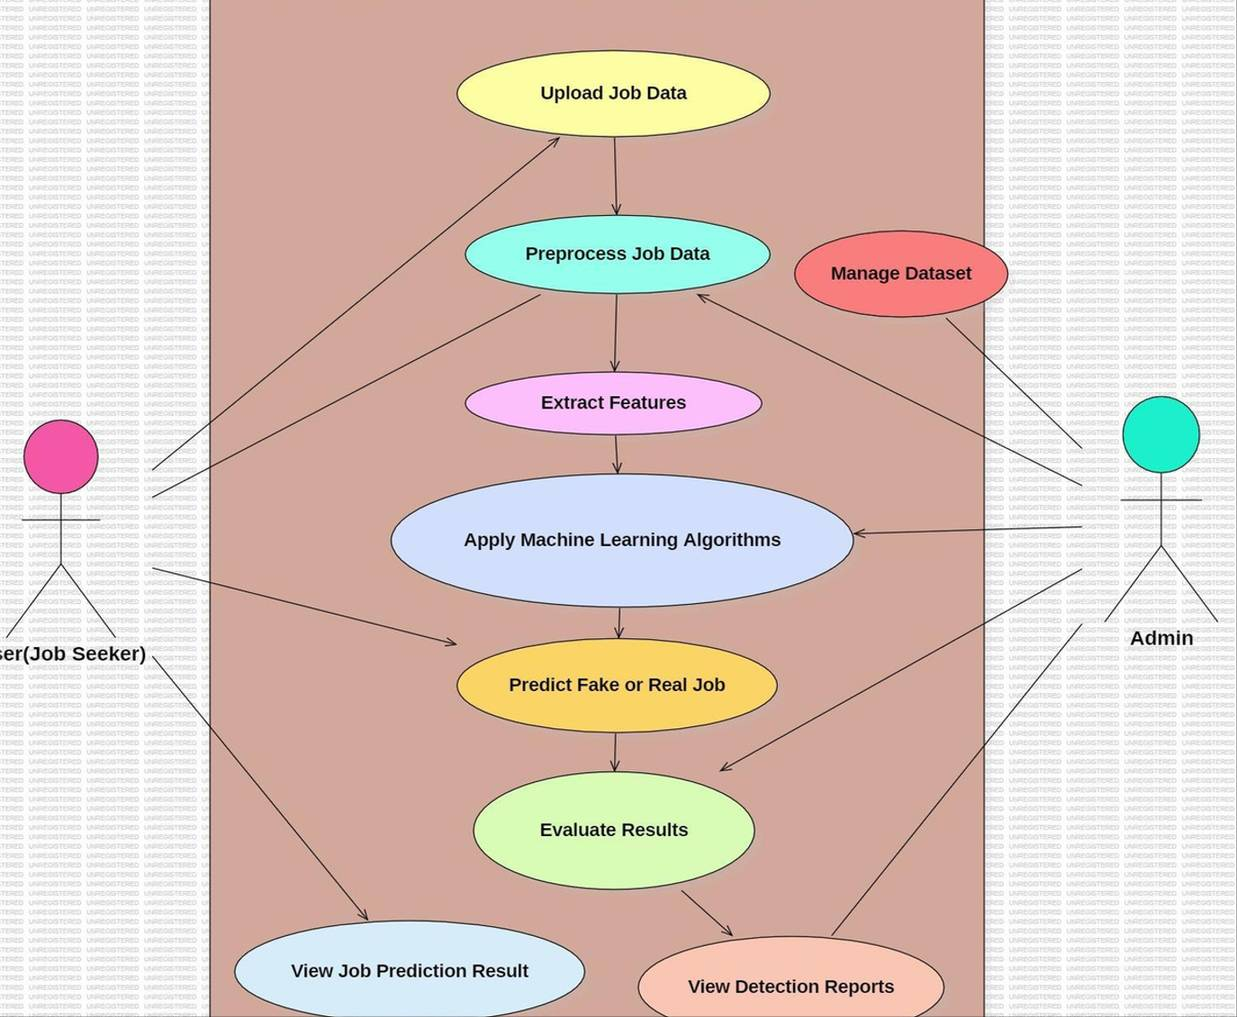 Upload Job Data
Preprocess Job Data
Manage Dataset
Extract Features
Apply Machine Learning Algorithms
ser(Job Seeker)
Admin
Predict Fake or Real Job
Evaluate Results
View Job Prediction Result
View Detection Reports
UNREGISTERED